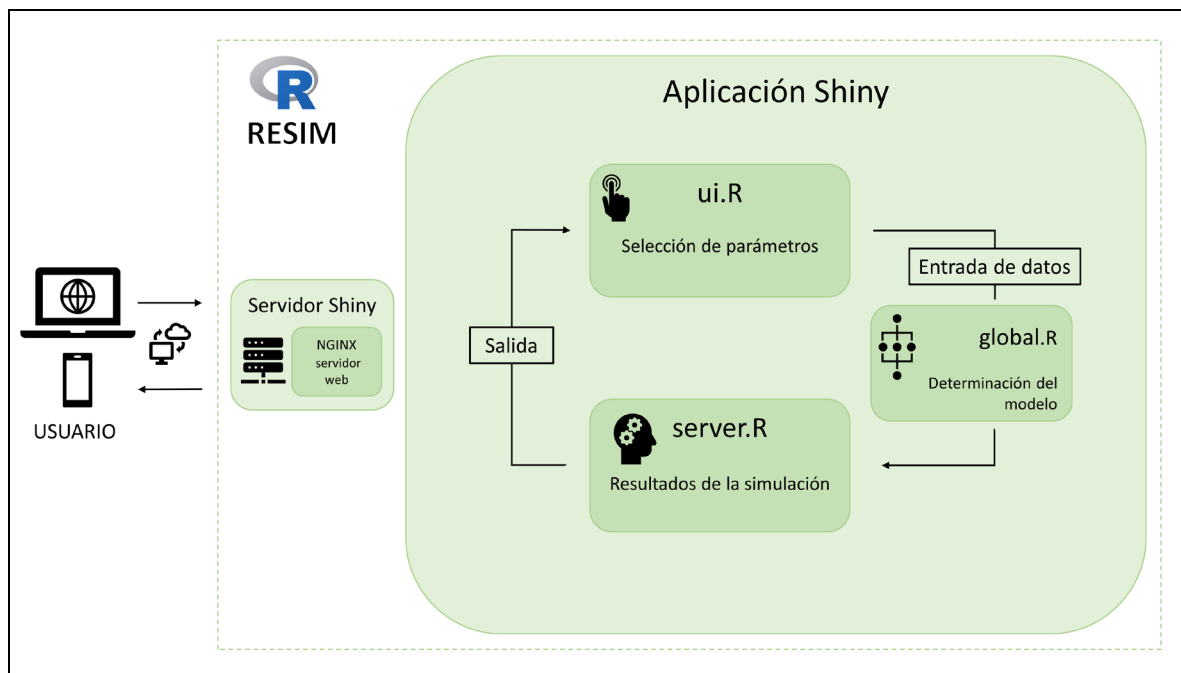 R
RESIM
Aplicación Shiny
ui.R
Selección de parámetros
Entrada de datos
global.R
Determinación del
modelo
server.R
Resultados de la simulación
Salida
Servidor Shiny
NGINX
servidor
web
USUARIO